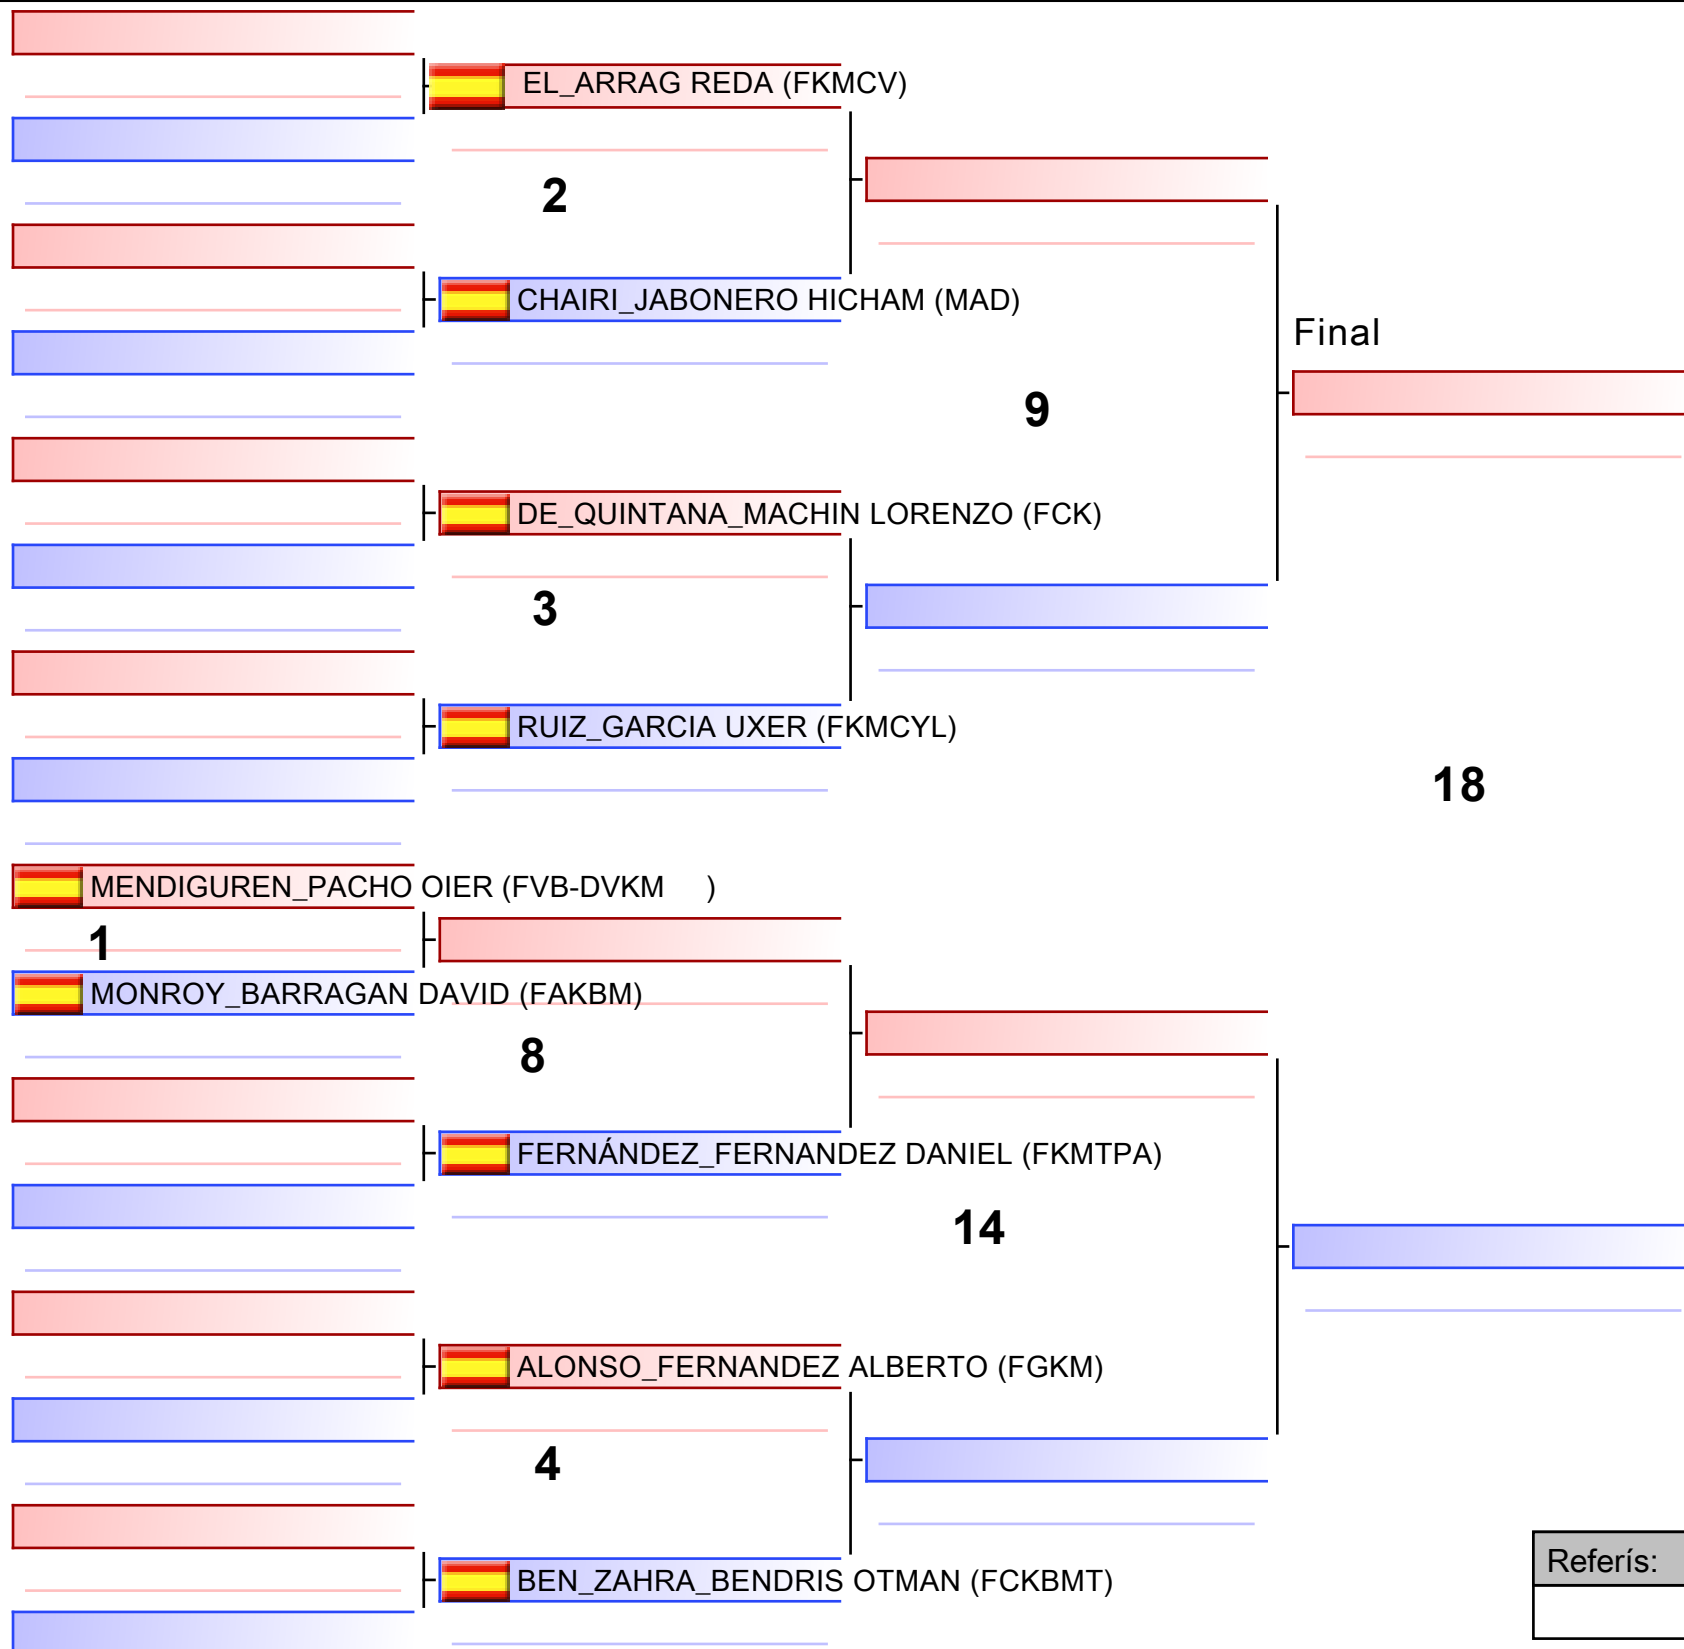 EL_ARRAG REDA (FKMCV)
2
CHAIRI_JABONERO HICHAM (MAD)
Final
9
DE_QUINTANA_MACHIN LORENZO (FCK)
3
RUIZ_GARCIA UXER (FKMCYL)
18
MENDIGUREN_PACHO OIER (FVB-DVKM )
1
MONROY_BARRAGAN DAVID (FAKBM)
8
FERNÁNDEZ_FERNANDEZ DANIEL (FKMTPA)
14
ALONSO_FERNANDEZ ALBERTO (FGKM)
4
Referís:
BEN_ZAHRA_BENDRIS OTMAN (FCKBMT)